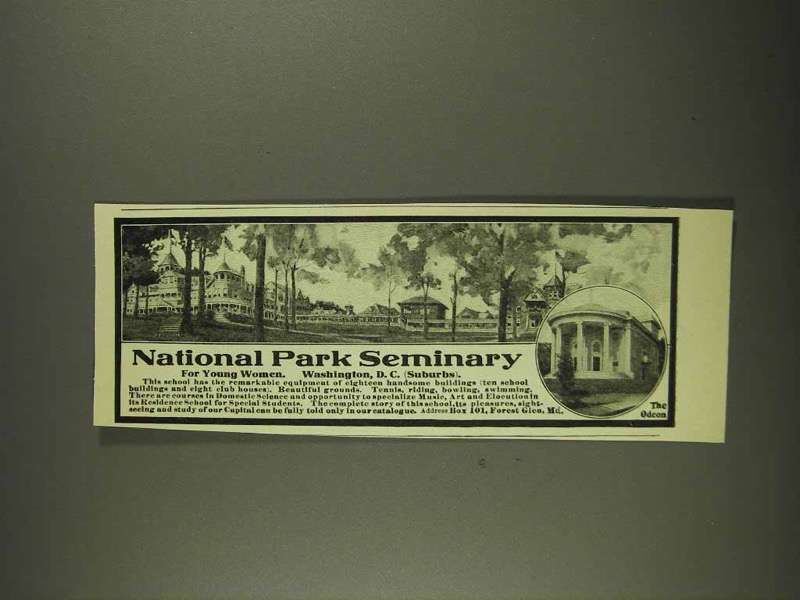 National Park Seminary
For Young Women. Washington, D. C. (Suburbs).
This school has the remarkable equipment of eighteen handsome buildings (ten school
buildings and eight club houses). Beautiful grounds. Tennis, riding, bowling, swimming.
There are courses in Domestic Science and opportunity to specialize Music, Art and Elocution in
its Residence School for Special Students. The complete story of this school, its pleasures, sight-
seeing and study of our Capital can be fully told only in our catalogue. Address Box 101, Forest Glen, Md.
The
Odeon